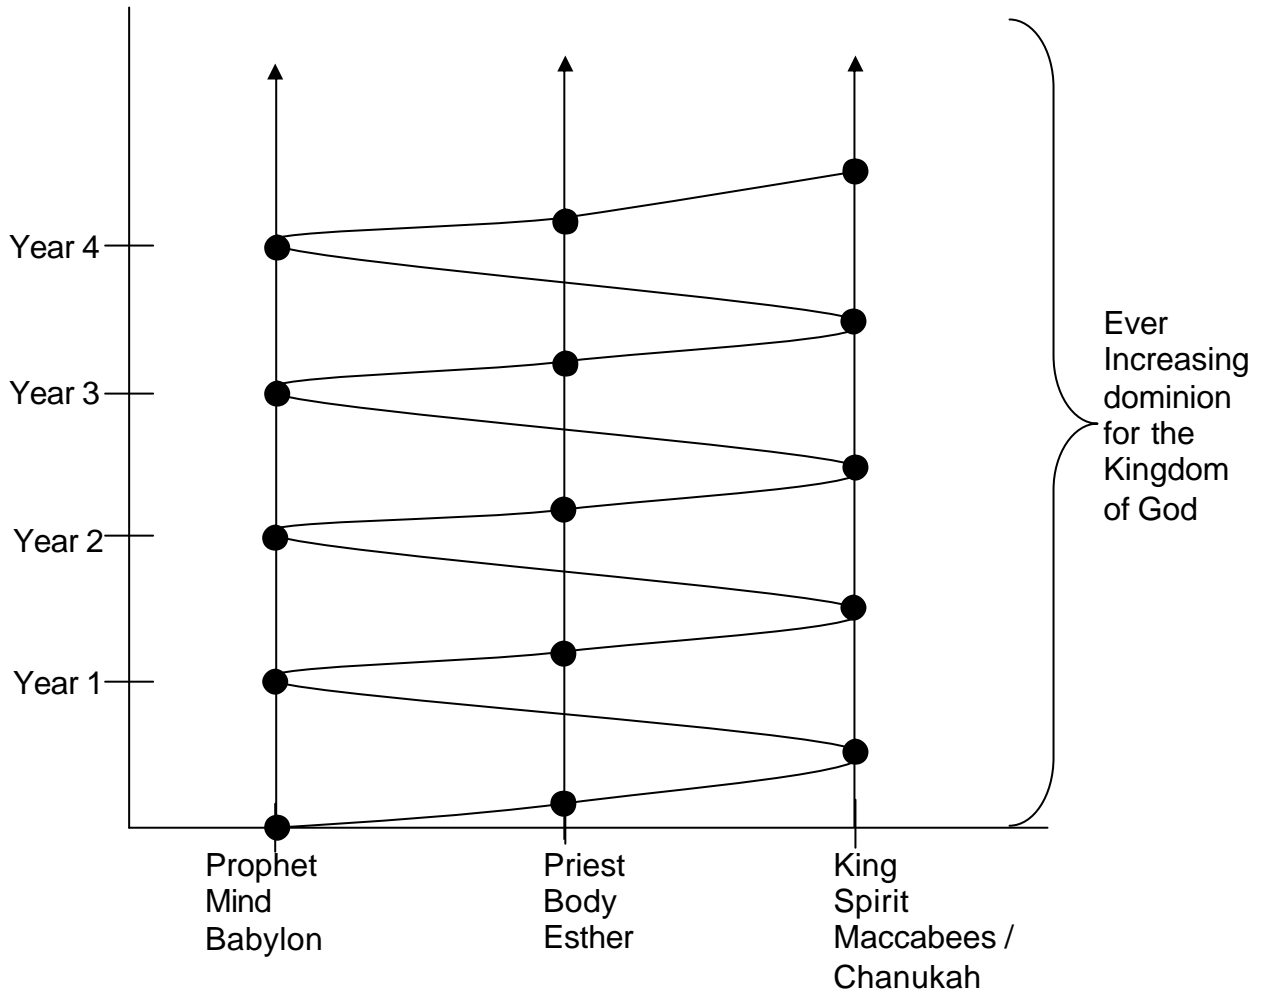 Year 4
Year 3
Year 2
Year 1
Ever
Increasing
dominion
for the
Kingdom
of God
Prophet
Mind
Babylon
Priest
Body
Esther
King
Spirit
Maccabees /
Chanukah